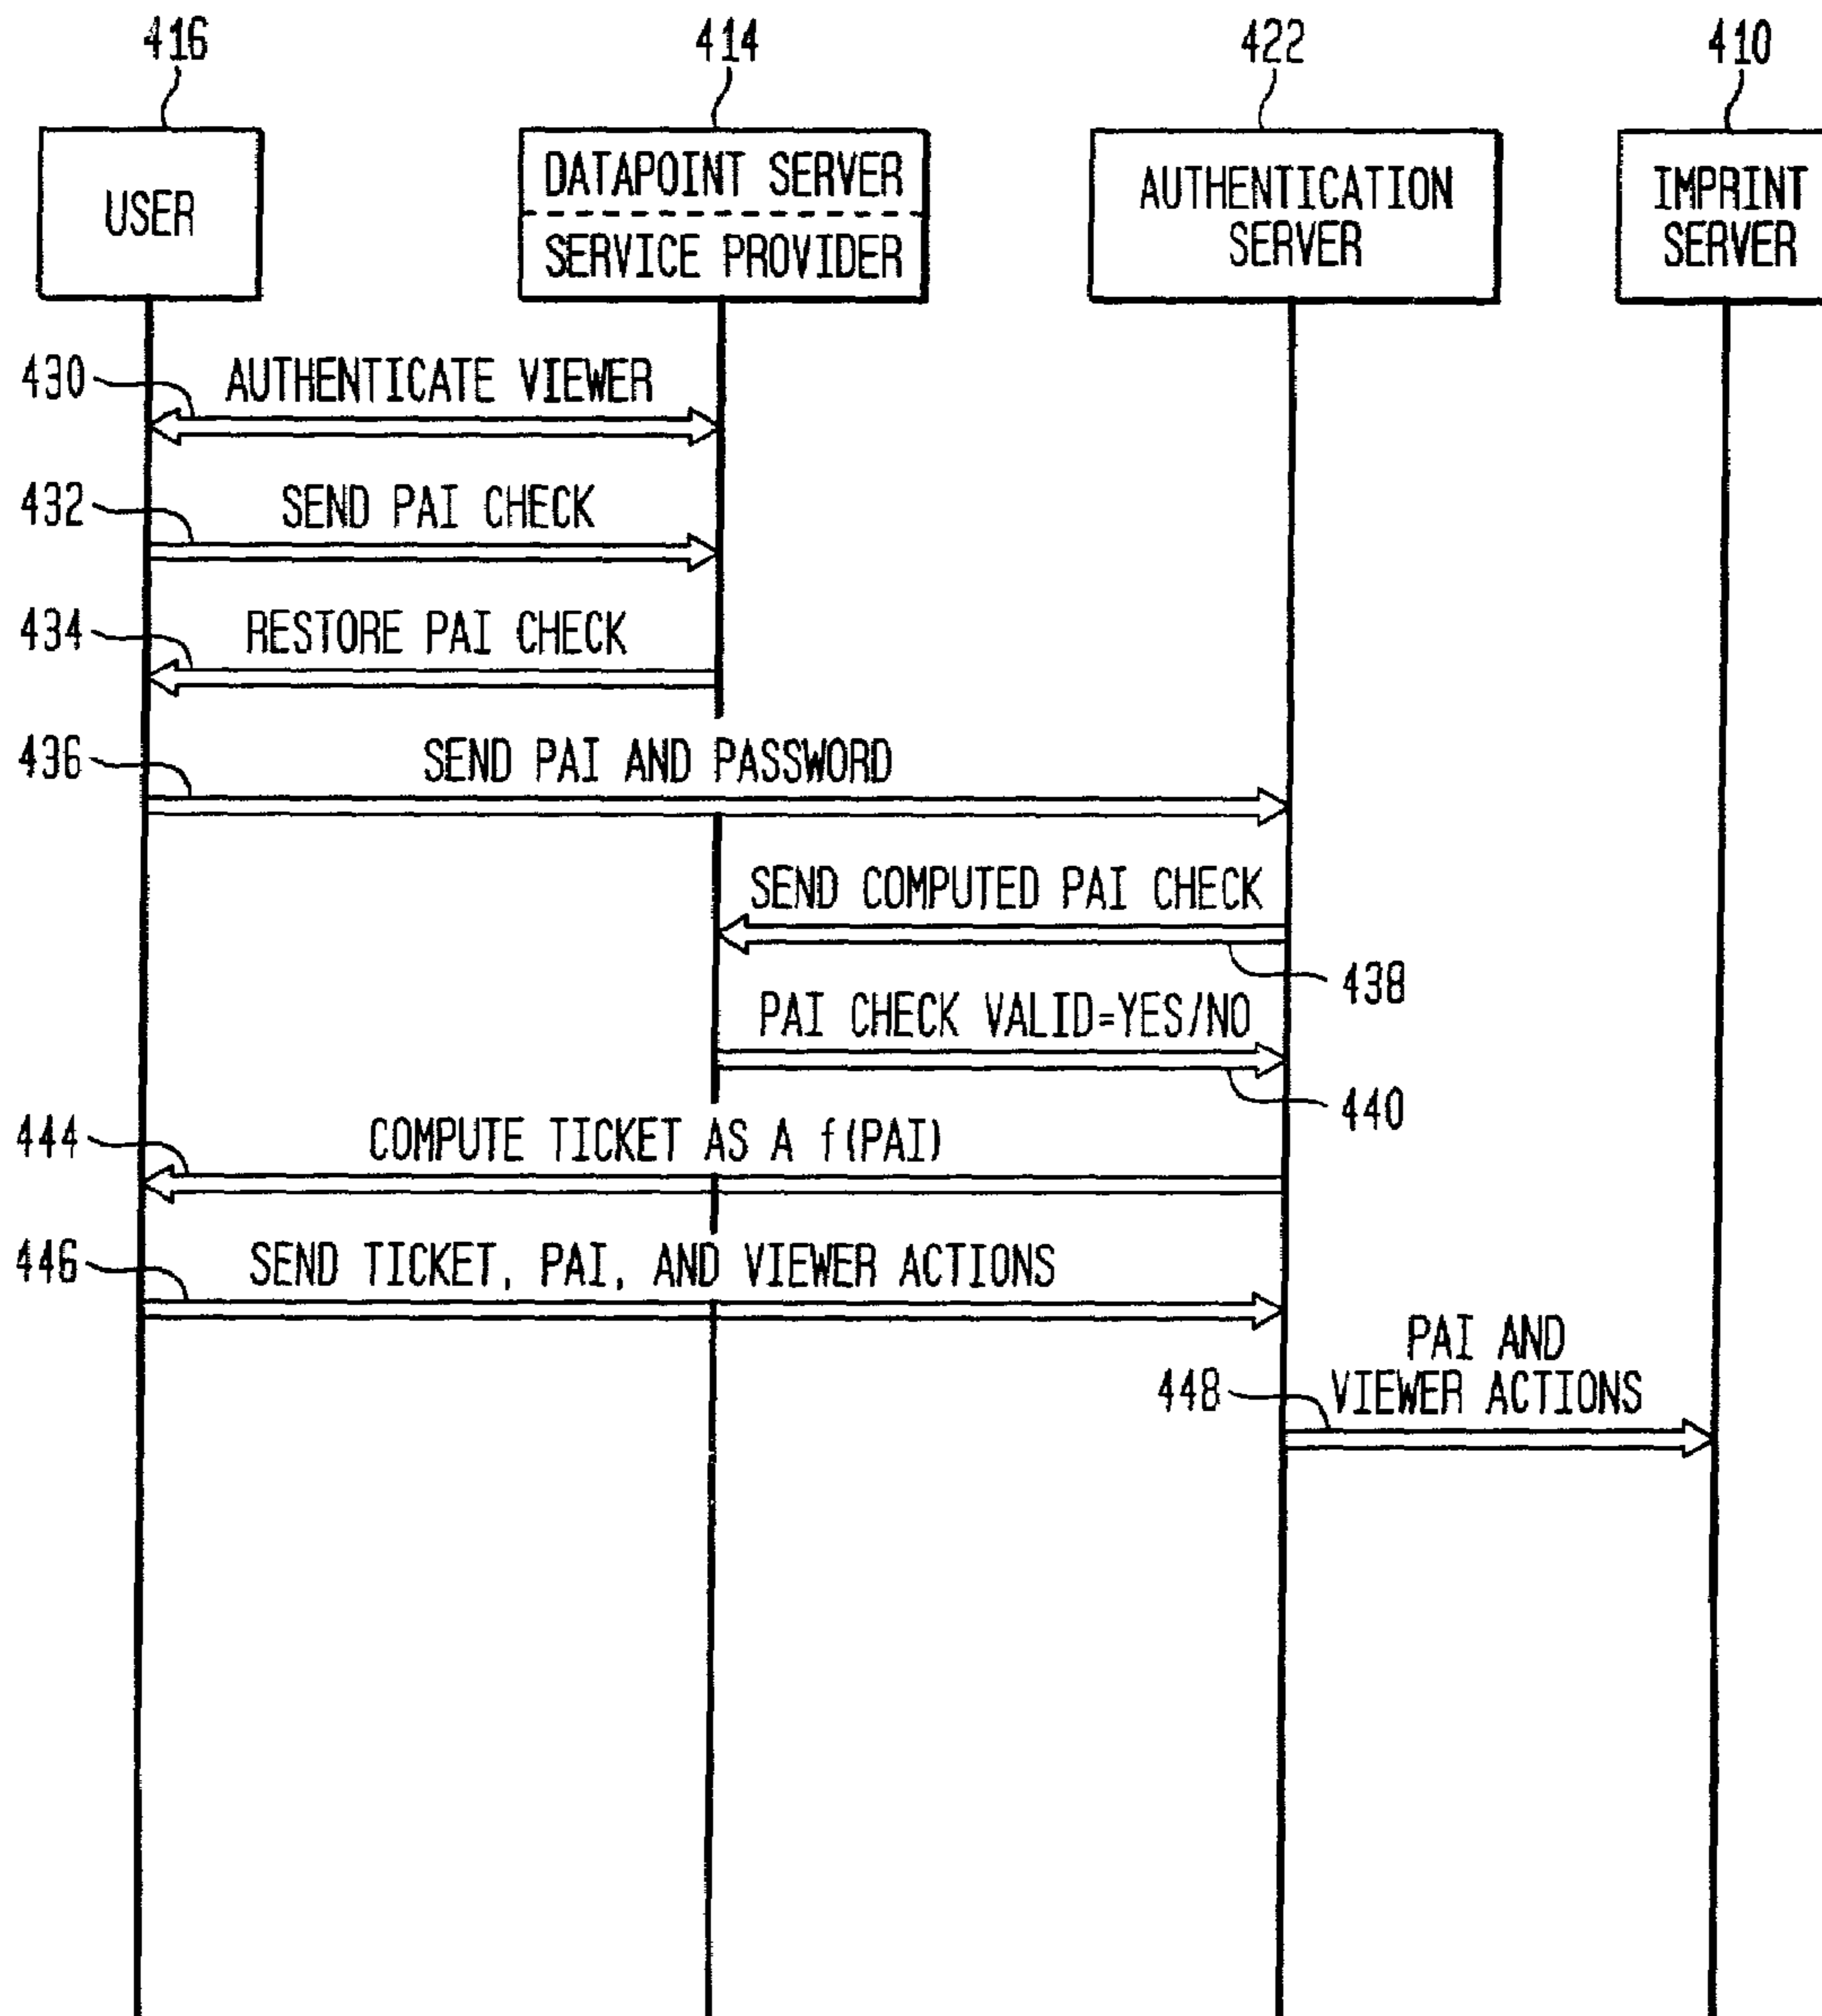 416
414
422
410
USER
DATAPOINT SERVER
SERVICE PROVIDER
AUTHENTICATION
SERVER
IMPRINT
SERVER
430
AUTHENTICATE VIEWER
432
SEND PAI CHECK
434
RESTORE PAI CHECK
436
SEND PAI AND PASSWORD
SEND COMPUTED PAI CHECK
438
PAI CHECK VALID=YES/NO
440
444
COMPUTE TICKET AS A f(PAI)
446
SEND TICKET, PAI, AND VIEWER ACTIONS
PAI AND
VIEWER ACTIONS
448